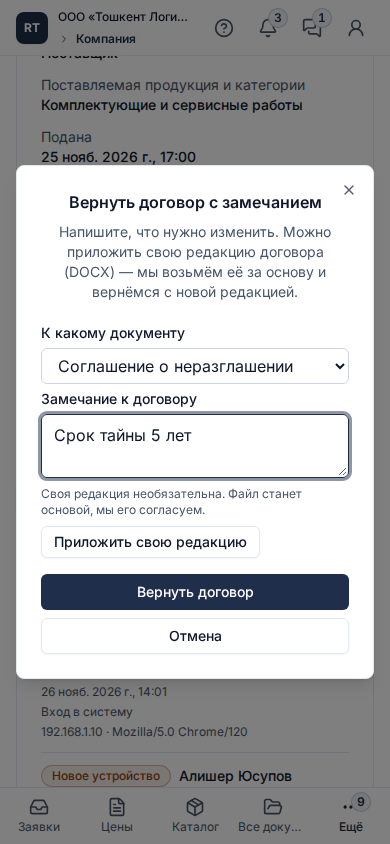 RT
ООО «Тошкент Логи...
Компания
3
1
Поставщик
Поставляемая продукция и категории
Комплектующие и сервисные работы
Подана
25 нояб. 2026 г., 17:00
Вернуть договор с замечанием
Напишите, что нужно изменить. Можно
приложить свою редакцию договора
(DOCX) — мы возьмём её за основу и
вернёмся с новой редакцией.
К какому документу
Соглашение о неразглашении
Замечание к договору
Срок тайны 5 лет
Своя редакция необязательна. Файл станет
основой, мы его согласуем.
Приложить свою редакцию
Вернуть договор
Отмена
26 нояб. 2026 г., 14:01
Вход в систему
192.168.1.10 · Mozilla/5.0 Chrome/120
Новое устройство Алишер Юсупов
9
Заявки Цены Каталог Все доку... Ещё